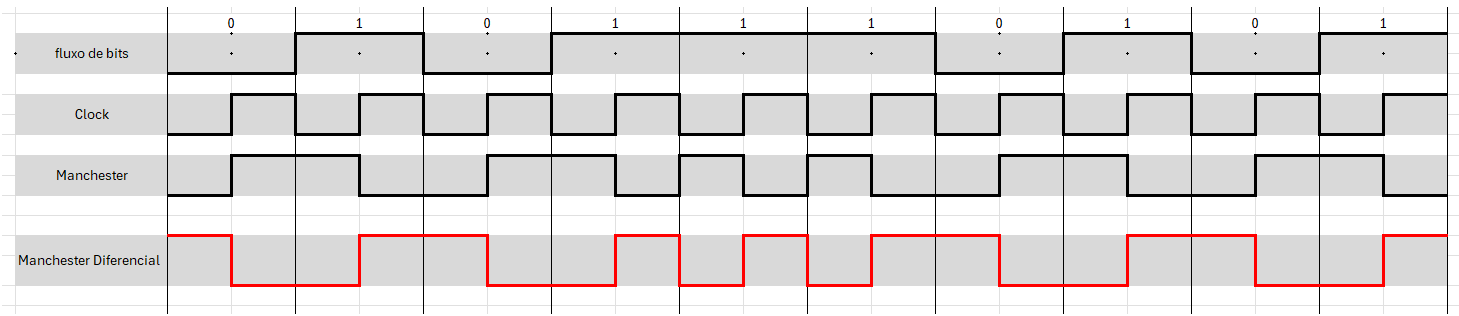 0 1 0 1 1 1 0 1 0 1
fluxo de bits
Clock
Manchester
Manchester Diferencial